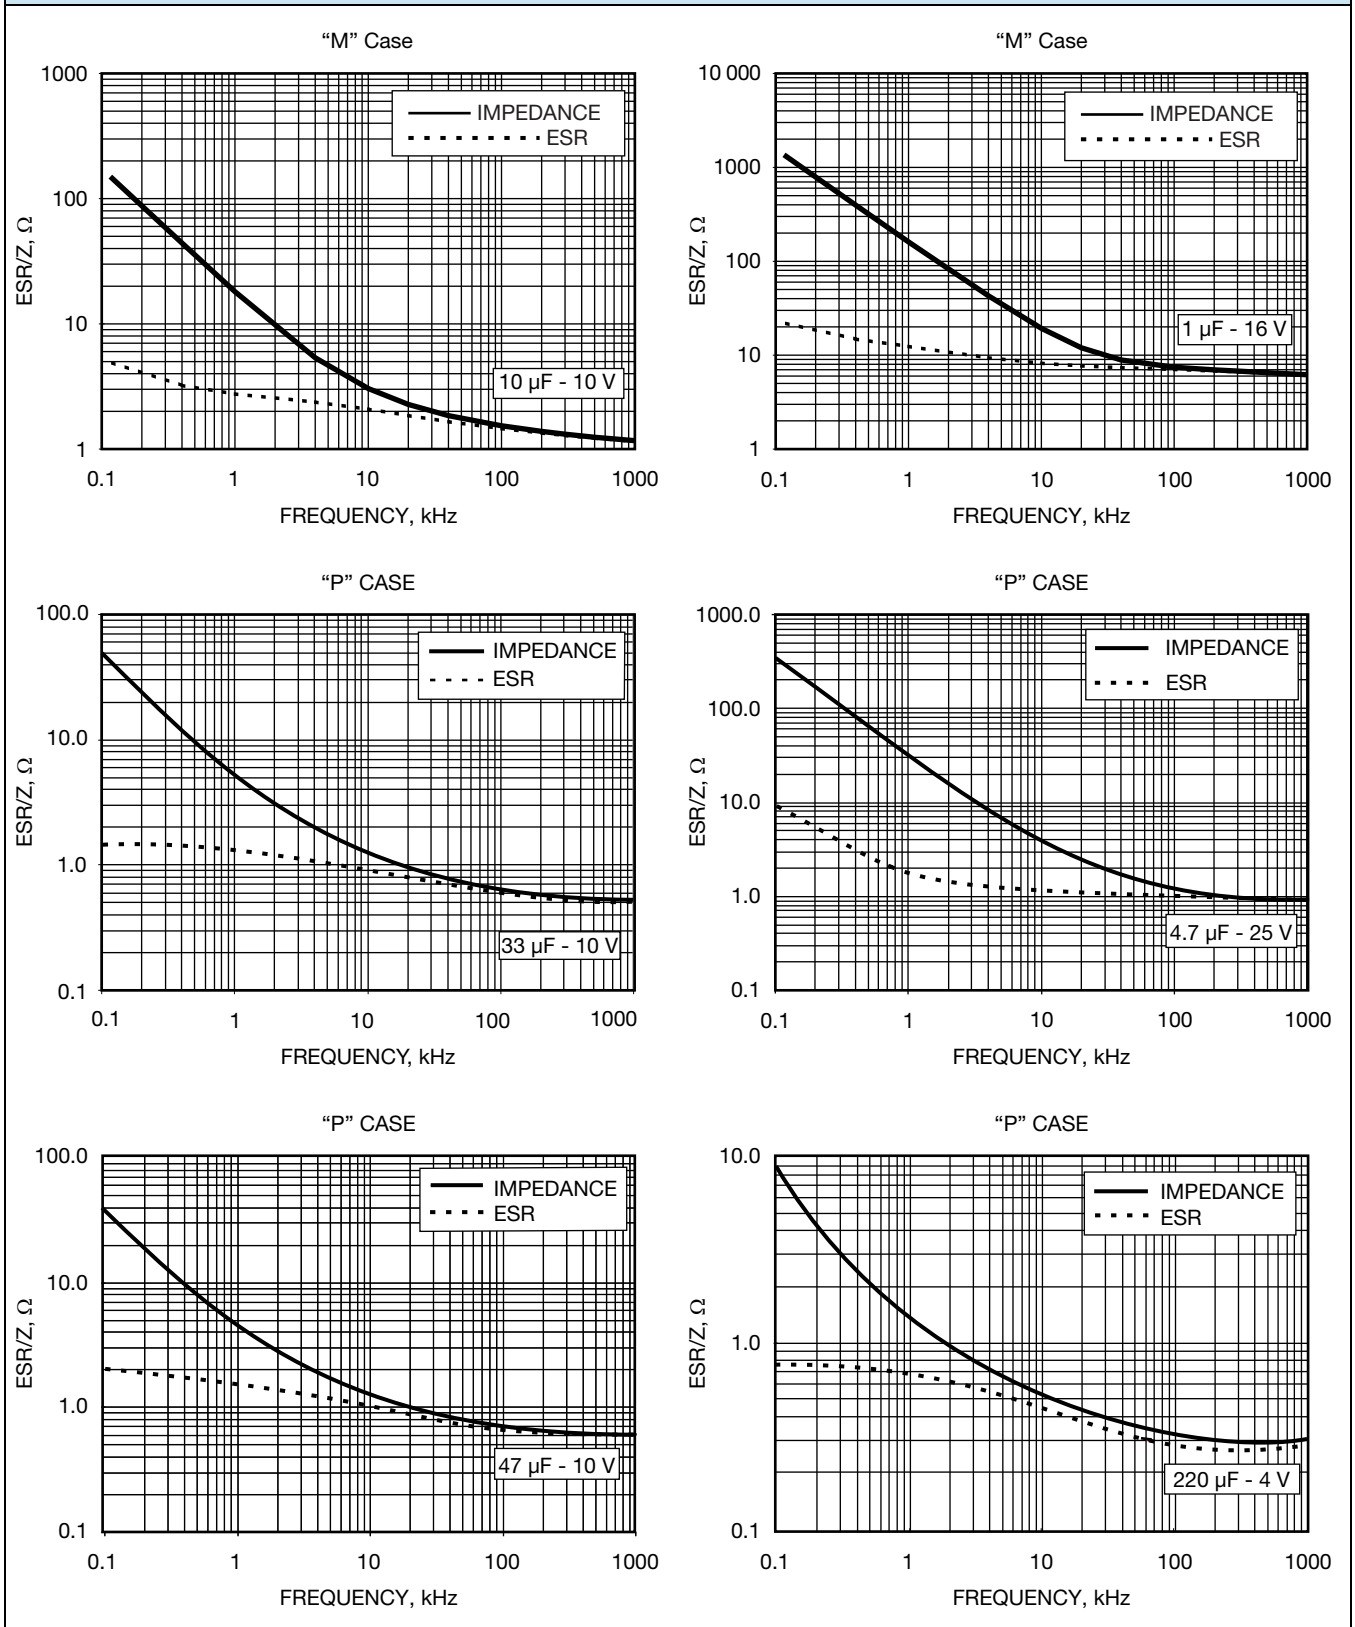 “M” Case
1000
100
10
1
ESR/Z, Ω
IMPEDANCE
ESR
10 µF - 10 V
0.1 1 10 100 1000
FREQUENCY, kHz
“M” Case
10 000
1000
100
10
1
ESR/Z, Ω
IMPEDANCE
ESR
1 µF - 16 V
0.1 1 10 100 1000
FREQUENCY, kHz
“P” CASE
100.0
10.0
1.0
0.1
ESR/Z, Ω
IMPEDANCE
ESR
33 µF - 10 V
0.1 1 10 100 1000
FREQUENCY, kHz
“P” CASE
1000.0
100.0
10.0
1.0
0.1
ESR/Z, Ω
IMPEDANCE
ESR
4.7 µF - 25 V
0.1 1 10 100 1000
FREQUENCY, kHz
“P” CASE
100.0
10.0
1.0
0.1
ESR/Z, Ω
IMPEDANCE
ESR
47 µF - 10 V
0.1 1 10 100 1000
FREQUENCY, kHz
“P” CASE
10.0
1.0
0.1
ESR/Z, Ω
IMPEDANCE
ESR
220 µF - 4 V
0.1 1 10 100 1000
FREQUENCY, kHz